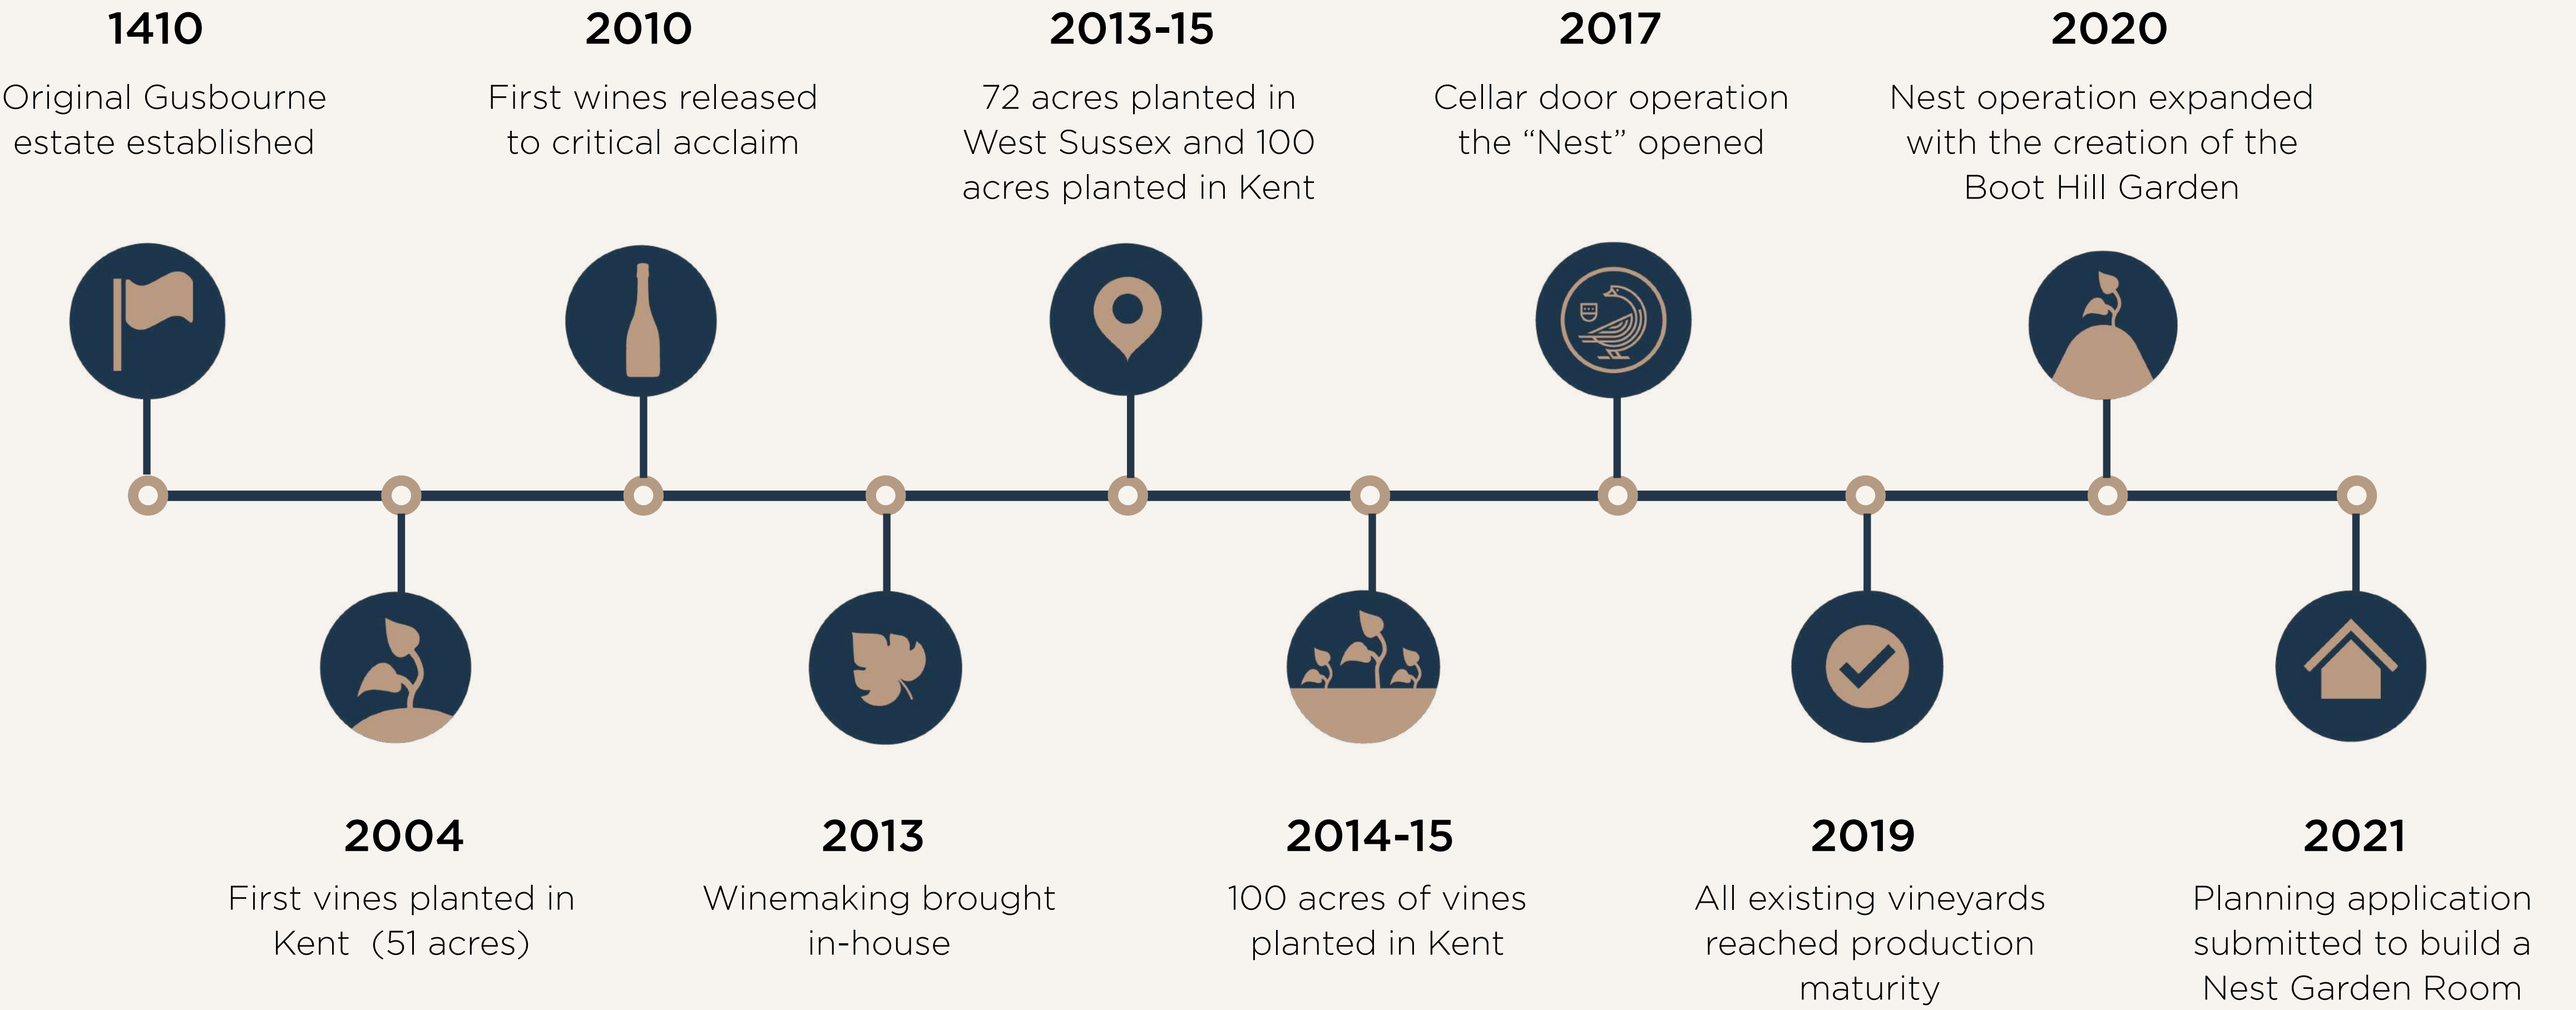 1410
Original Gusbourne
estate established
2010
First wines released
to critical acclaim
2013-15
72 acres planted in
West Sussex and 100
acres planted in Kent
2017
Cellar door operation
the “Nest” opened
2020
Nest operation expanded
with the creation of the
Boot Hill Garden
2004
First vines planted in
Kent (51 acres)
2013
Winemaking brought
in-house
2014-15
100 acres of vines
planted in Kent
2019
All existing vineyards
reached production
maturity
2021
Planning application
submitted to build a
Nest Garden Room